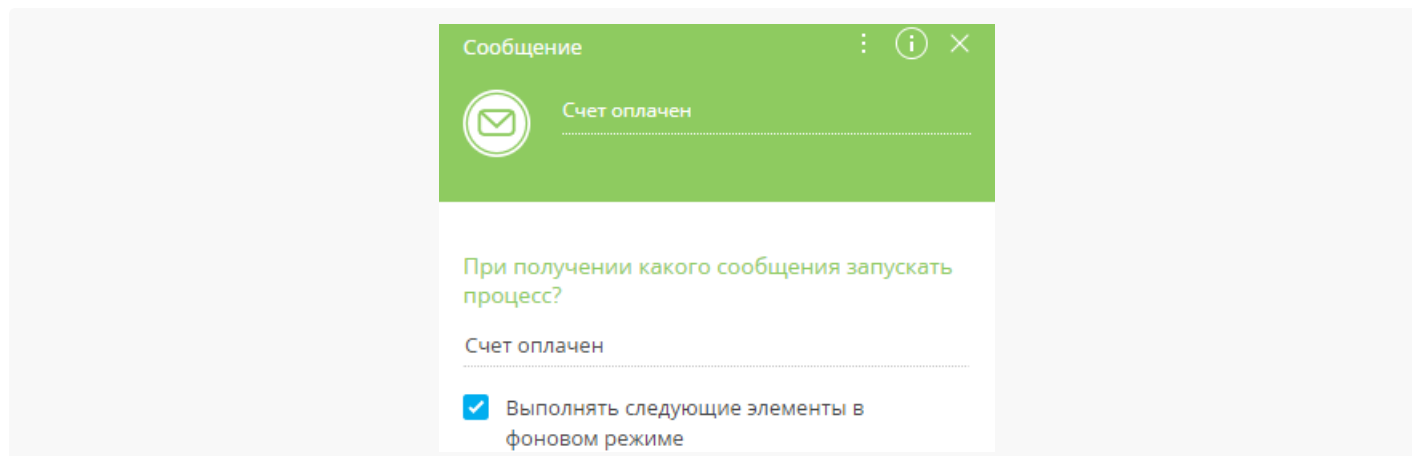 Сообщение
Счет оплачен
При получении какого сообщения запускать
процесс?
Счет оплачен
Выполнять следующие элементы в
фоновом режиме